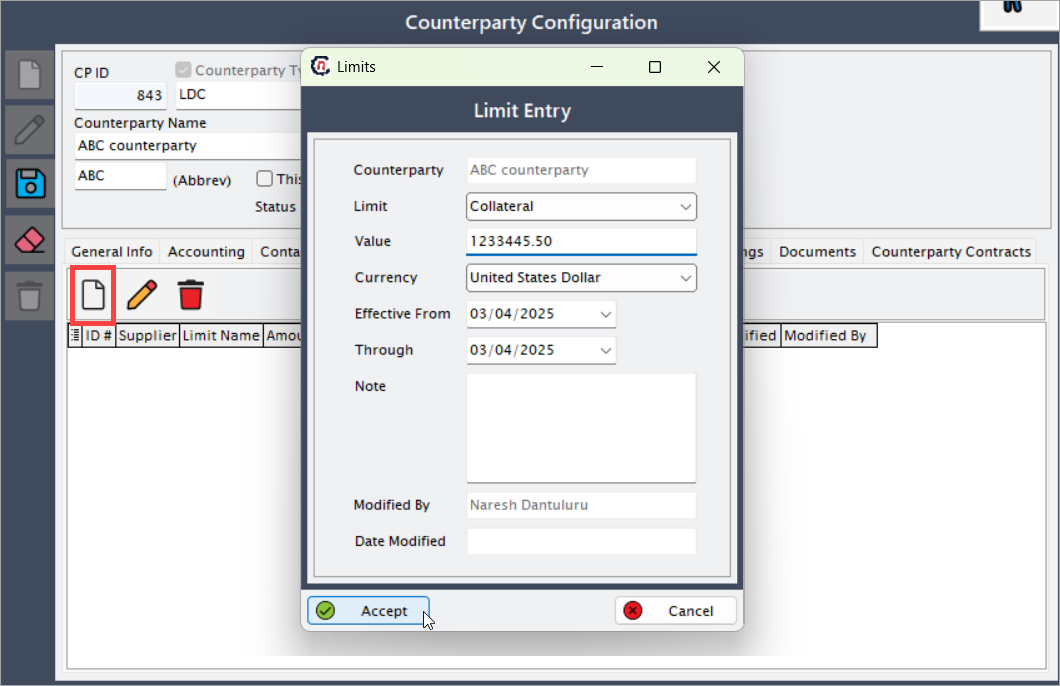 Counterparty Configuration
CP ID
Counterparty Ty
843
LDC
Counterparty Name
ABC counterparty
ABC
(Abbrev)
This
Status
General Info
Accounting
Conta
ngs
Documents
Counterparty Contracts
ID #
Supplier
Limit Name
Amou
ified
Modified By
Limits
Limit Entry
Counterparty
ABC counterparty
Limit
Collateral
Value
1233445.50
Currency
United States Dollar
Effective From
03/04/2025
Through
03/04/2025
Note
Modified By
Naresh Dantuluru
Date Modified
Accept
Cancel